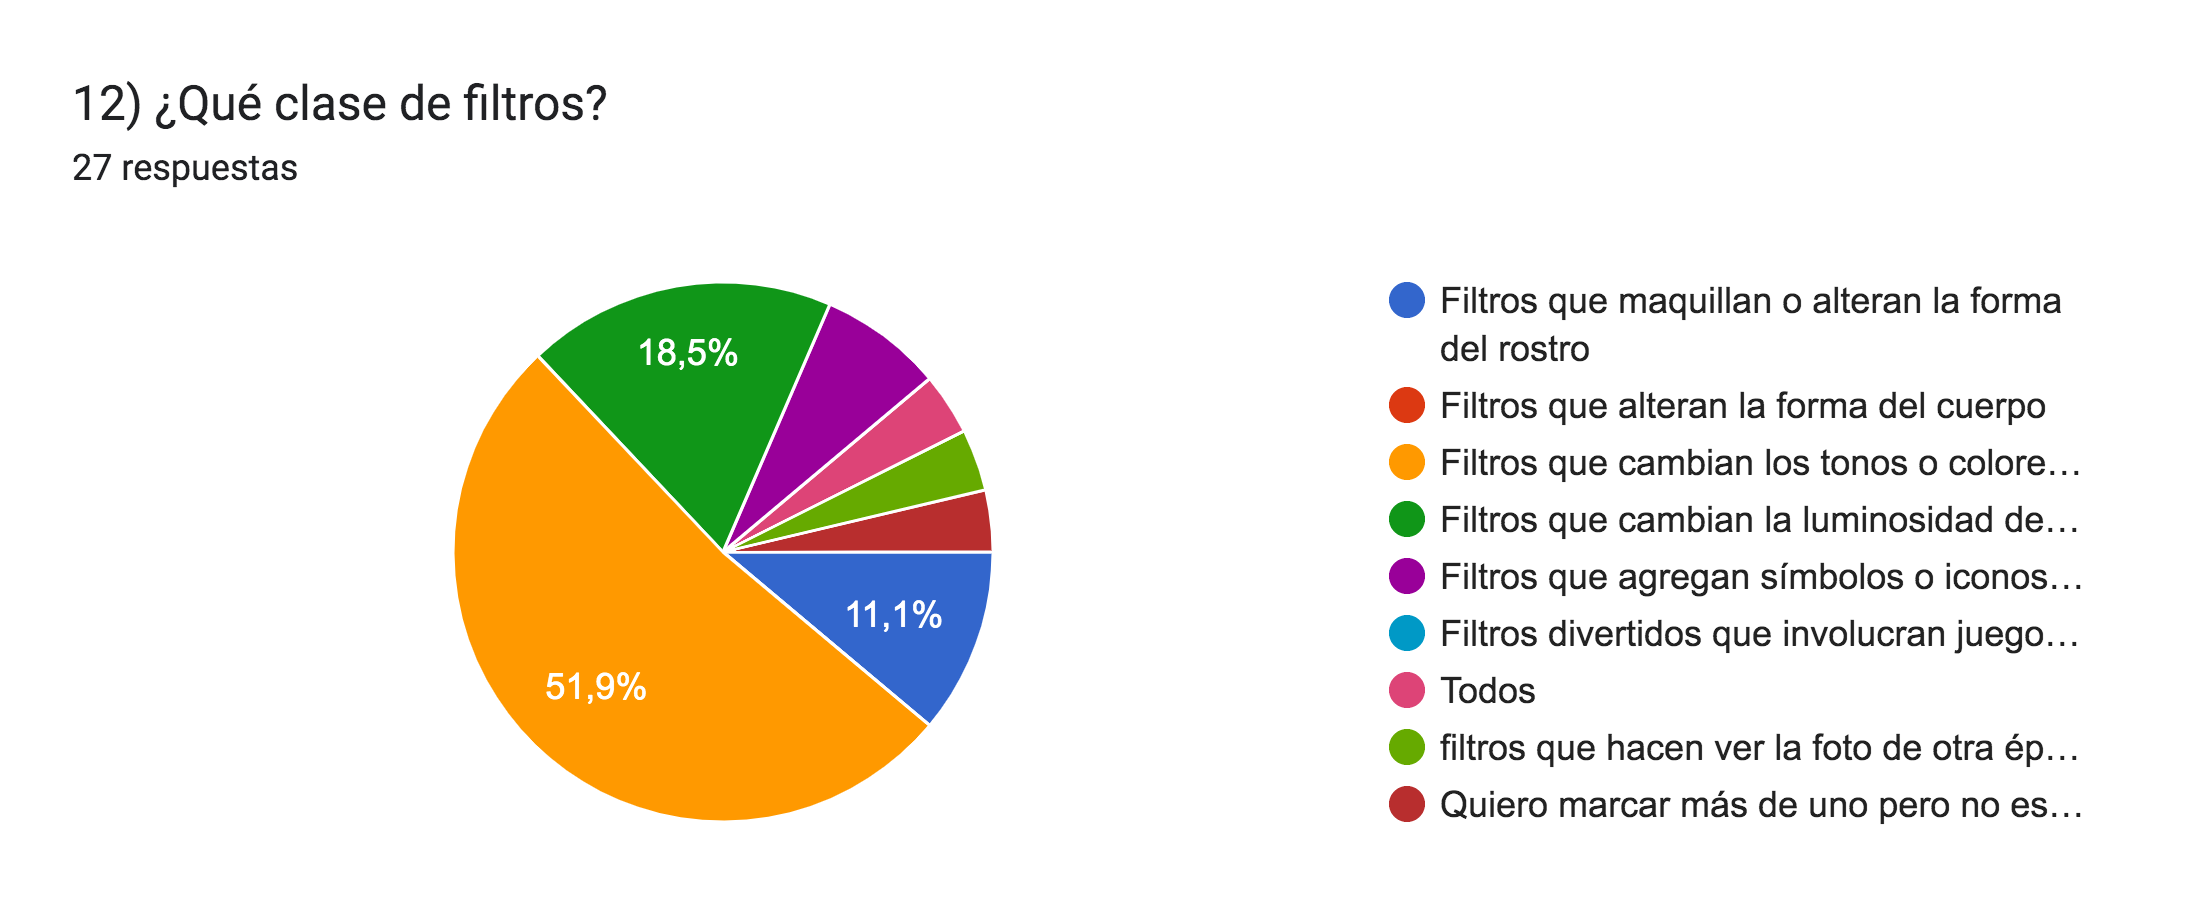 12) ¿Qué clase de filtros?
27 respuestas
18,5%
11,1%
51,9%
Filtros que maquillan o alteran la forma
del rostro
Filtros que alteran la forma del cuerpo
Filtros que cambian los tonos o colore…
Filtros que cambian la luminosidad de…
Filtros que agregan símbolos o iconos…
Filtros divertidos que involucran juego…
Todos
filtros que hacen ver la foto de otra ép…
Quiero marcar más de uno pero no es…